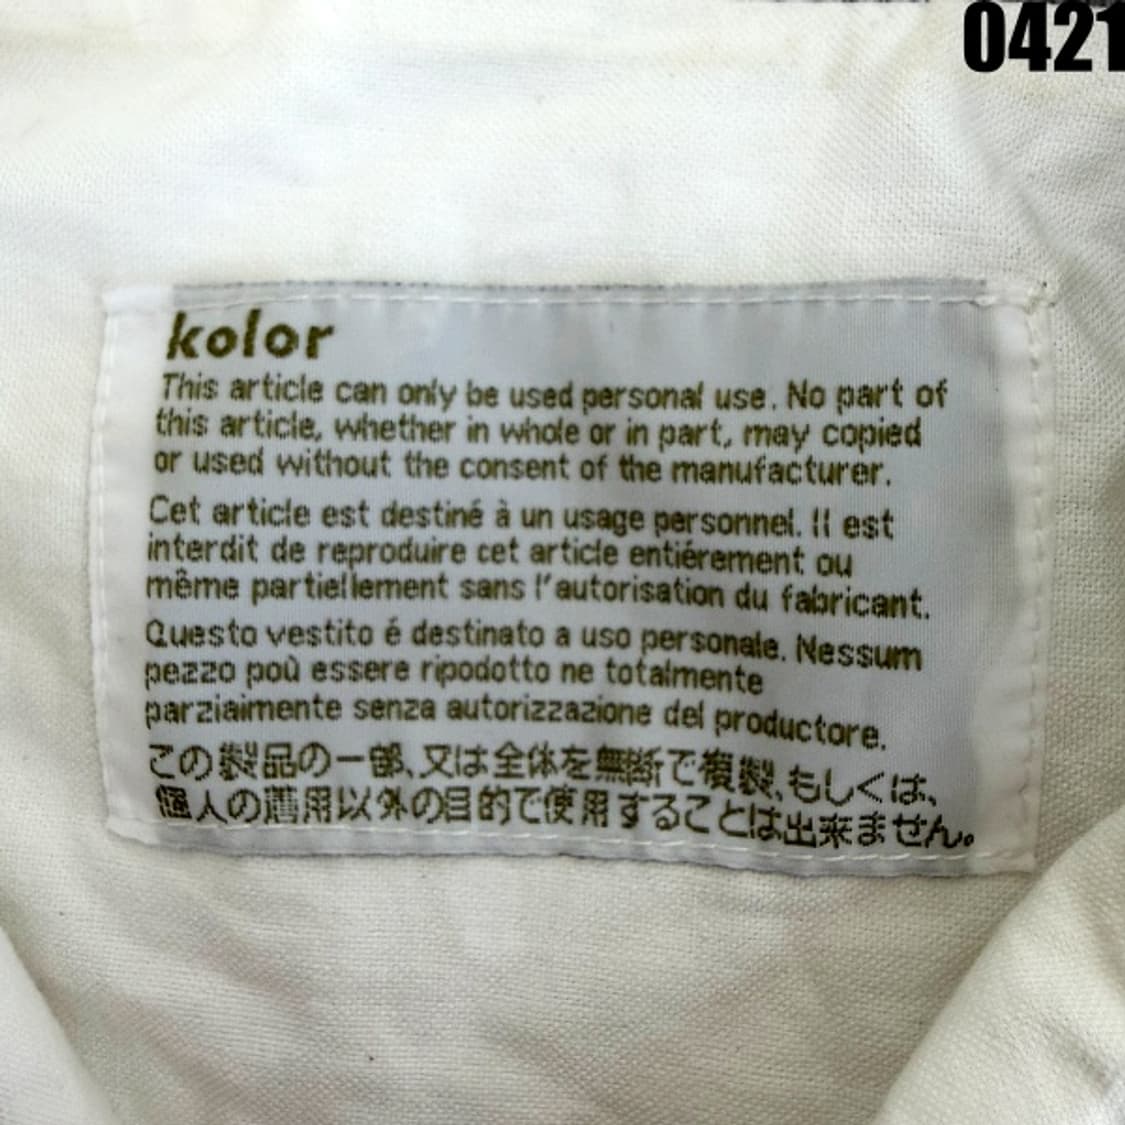 0421
kolor
This article can only be used personal use. No part of
this article, whether in whole or in part, may copied
or used without the consent of the manufacturer.
Cet article est destiné à un usage personnel. Il est
interdit de reproduire cet article entiérement ou
même partiellement sans l'autorisation du fabricant.
Questo vestito é destinato a uso personale. Nessum
pezzo poù essere ripodotto ne totalmente
parziaimente senza autorizzazione del productore.
この製品の一部、又は全体を無断で複製、もしくは、
個人の着用以外の目的で使用することは出来ません。